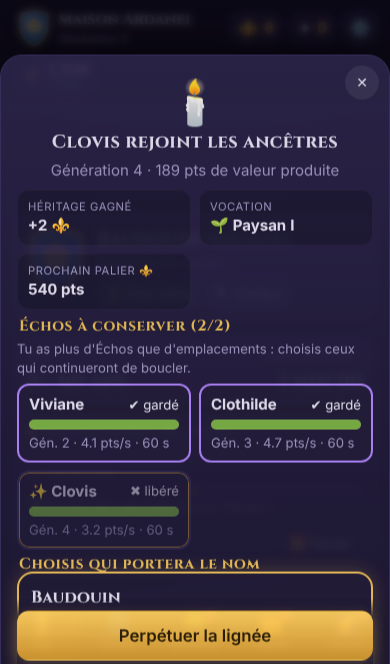 MAISON ARDANEL
×
CLOVIS REJOINT LES ANCÊTRES
Génération 4 · 189 pts de valeur produite
HÉRITAGE GAGNÉ
+2
VOCATION
Paysan I
PROCHAIN PALIER
540 pts
ÉCHOS À CONSERVER (2/2)
Tu as plus d'Échos que d'emplacements : choisis ceux
qui continueront de boucler.
Viviane ✔ gardé
Gén. 2 · 4.1 pts/s · 60 s
Clothilde ✔ gardé
Gén. 3 · 4.7 pts/s · 60 s
✨ Clovis ✖ libéré
Gén. 4 · 3.2 pts/s · 60 s
CHOISIS QUI PORTERA LE NOM
BAUDOUIN
Perpétuer la lignée